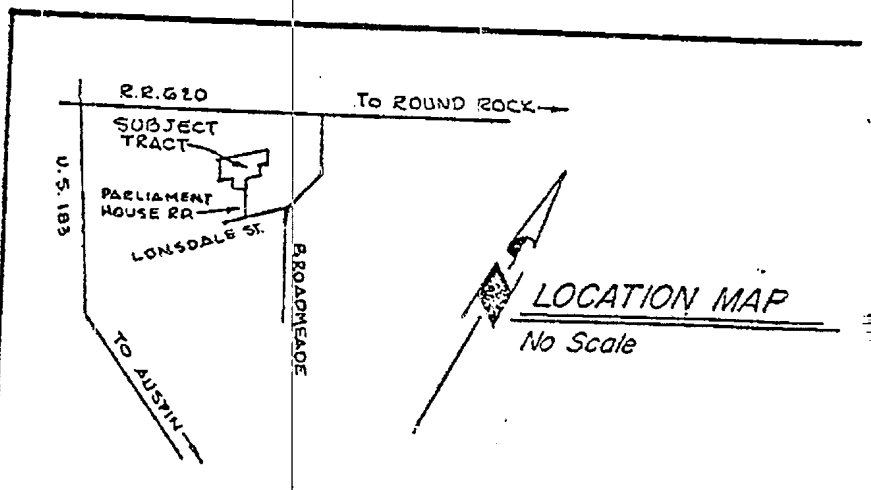 R.R.620
TO ROUND ROCK
SUBJECT
TRACT
U.S. 183
PARLIAMENT
HOUSE RD.
LONSDALE ST.
BROADMEADE
TO AUSTIN
LOCATION MAP
No Scale